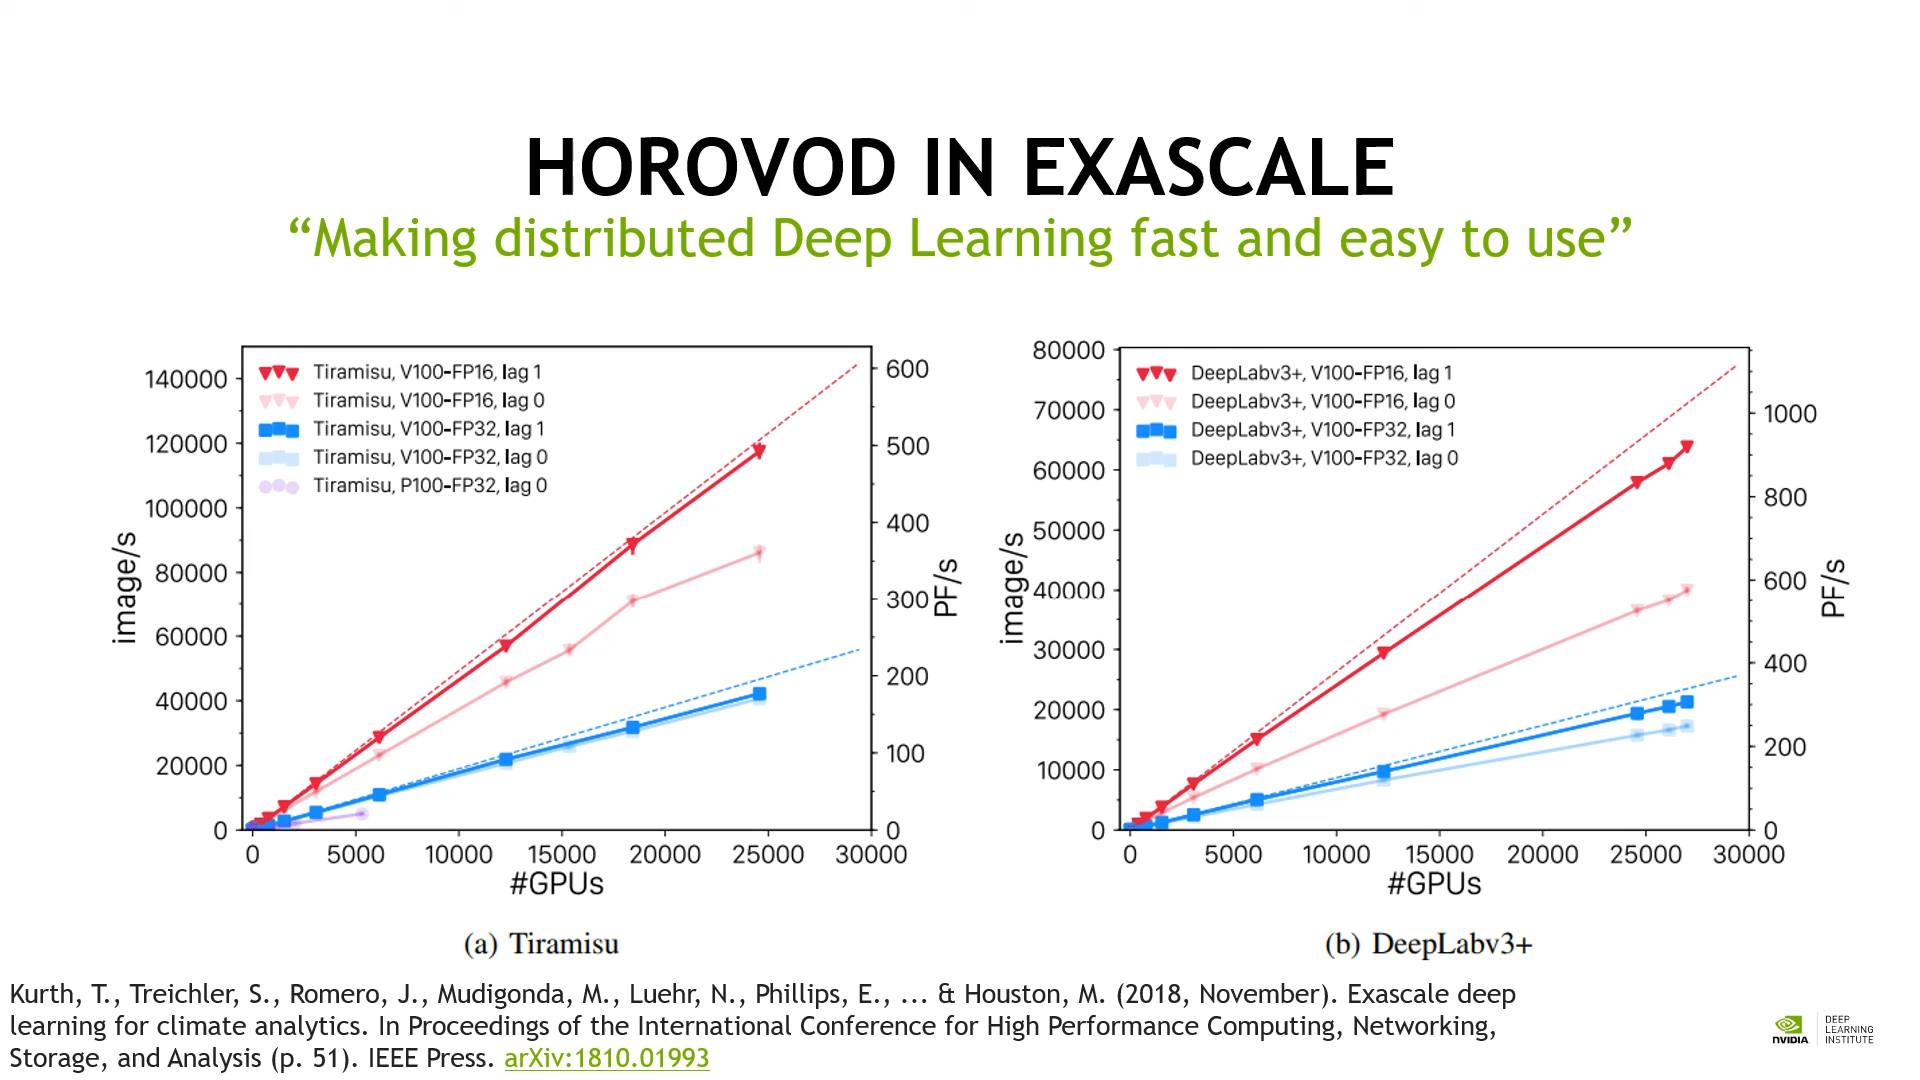 HOROVOD IN EXASCALE
“Making distributed Deep Learning fast and easy to use”
Tiramisu, V100-FP16, lag 1
Tiramisu, V100-FP16, lag 0
Tiramisu, V100-FP32, lag 1
Tiramisu, V100-FP32, lag 0
Tiramisu, P100-FP32, lag 0
140000
120000
100000
80000
60000
40000
20000
0
image/s
600
500
400
300
200
100
0
PF/s
0 5000 10000 15000 20000 25000 30000
#GPUs
(a) Tiramisu
DeepLabv3+, V100-FP16, lag 1
DeepLabv3+, V100-FP16, lag 0
DeepLabv3+, V100-FP32, lag 1
DeepLabv3+, V100-FP32, lag 0
80000
70000
60000
50000
40000
30000
20000
10000
0
image/s
1000
800
600
400
200
0
PF/s
0 5000 10000 15000 20000 25000 30000
#GPUs
(b) DeepLabv3+
Kurth, T., Treichler, S., Romero, J., Mudigonda, M., Luehr, N., Phillips, E., ... & Houston, M. (2018, November). Exascale deep
learning for climate analytics. In Proceedings of the International Conference for High Performance Computing, Networking,
Storage, and Analysis (p. 51). IEEE Press. arXiv:1810.01993
NVIDIA
DEEP
LEARNING
INSTITUTE